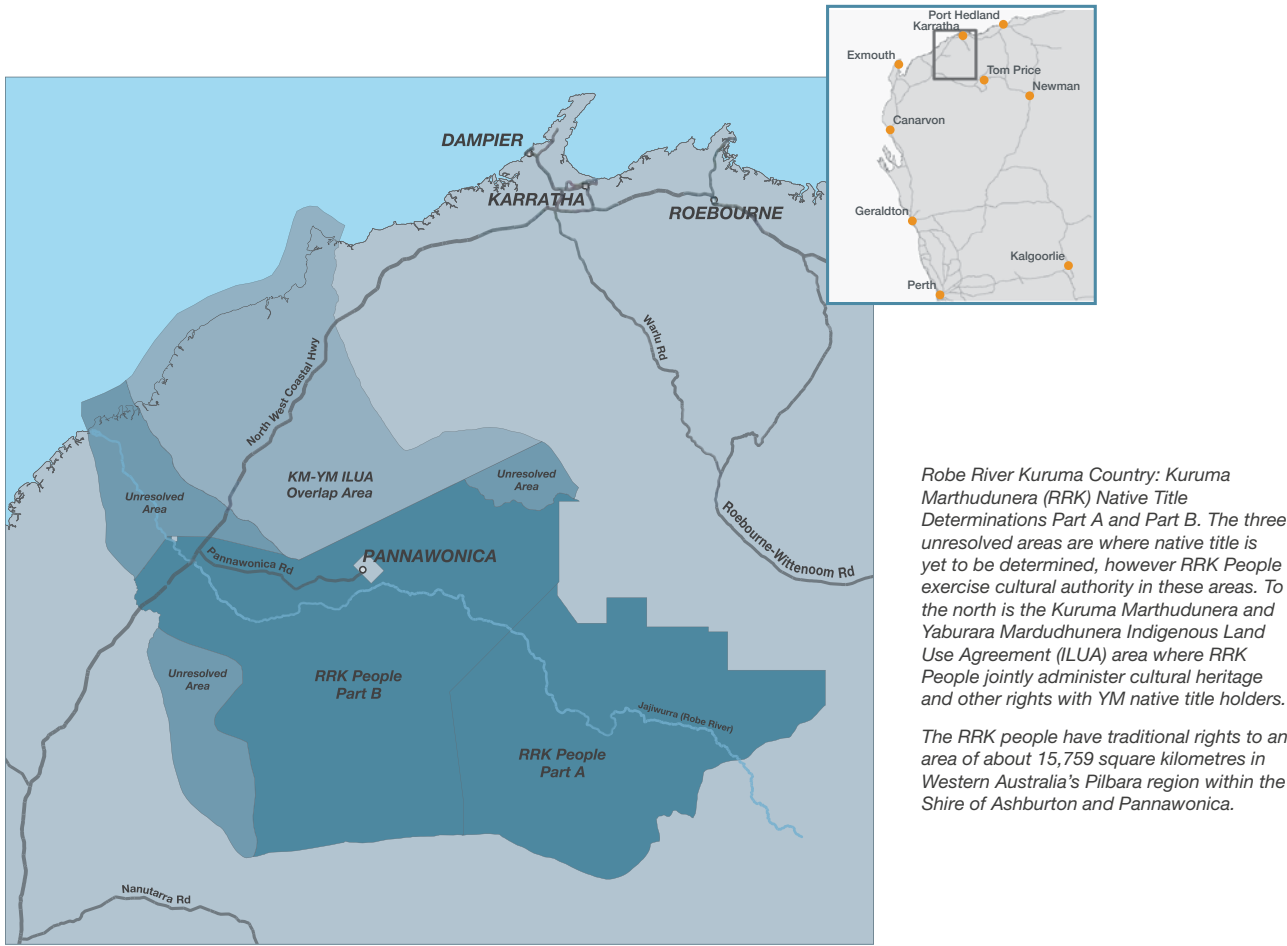 Port Hedland
Karratha
Exmouth
Tom Price
Newman
Canarvon
Geraldton
Kalgoorlie
Perth
DAMPIER
KARRATHA
ROEBOURNE
North West Coastal Hwy
Warlu Rd
KM-YM ILUA
Overlap Area
Unresolved
Area
Unresolved
Area
Roebourne-Wittenoom Rd
Pannawonica Rd
PANNAWONICA
Unresolved
Area
RRK People
Part B
Jajiwurra (Robe River)
RRK People
Part A
Nanutarra Rd
Robe River Kuruma Country: Kuruma
Marthudunera (RRK) Native Title
Determinations Part A and Part B. The three
unresolved areas are where native title is
yet to be determined, however RRK People
exercise cultural authority in these areas. To
the north is the Kuruma Marthudunera and
Yaburara Mardudhunera Indigenous Land
Use Agreement (ILUA) area where RRK
People jointly administer cultural heritage
and other rights with YM native title holders.
The RRK people have traditional rights to an
area of about 15,759 square kilometres in
Western Australia's Pilbara region within the
Shire of Ashburton and Pannawonica.